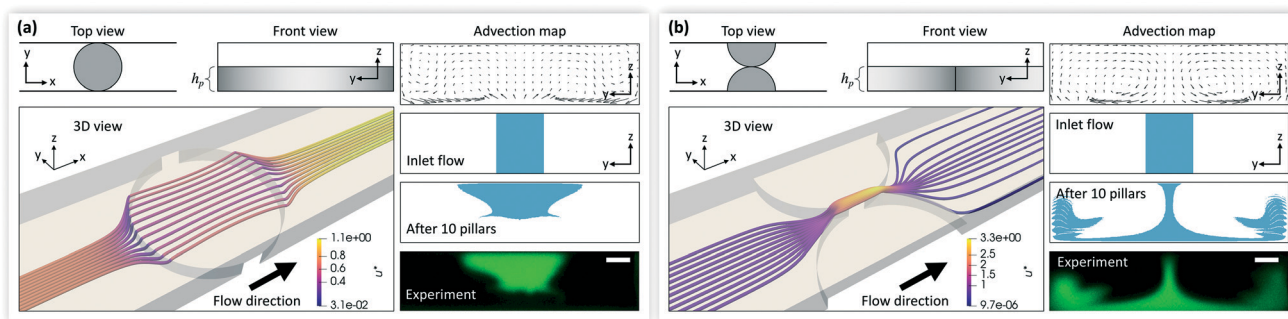 (a)
Top view
Front view
Advection map
y
x
h_p
z
y
z
y
3D view
z
y
x
Inlet flow
z
y
After 10 pillars
1.1e+00
0.8
0.6
0.4
3.1e-02
u*
Flow direction
Experiment
(b)
Top view
Front view
Advection map
y
x
h_p
z
y
z
y
3D view
z
y
x
Inlet flow
z
y
After 10 pillars
3.3e+00
2.5
2
1.5
1
9.7e-06
u*
Flow direction
Experiment